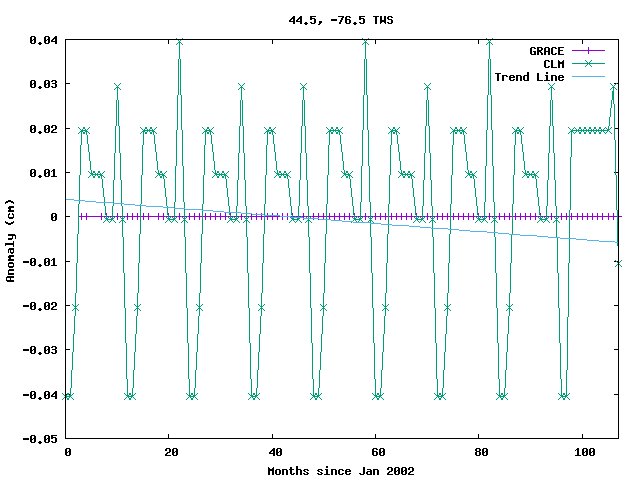 44.5, -76.5 TWS
GRACE
CLM
Trend Line
0.04
0.03
0.02
0.01
0
-0.01
-0.02
-0.03
-0.04
-0.05
Anomaly (cm)
0 20 40 60 80 100
Months since Jan 2002